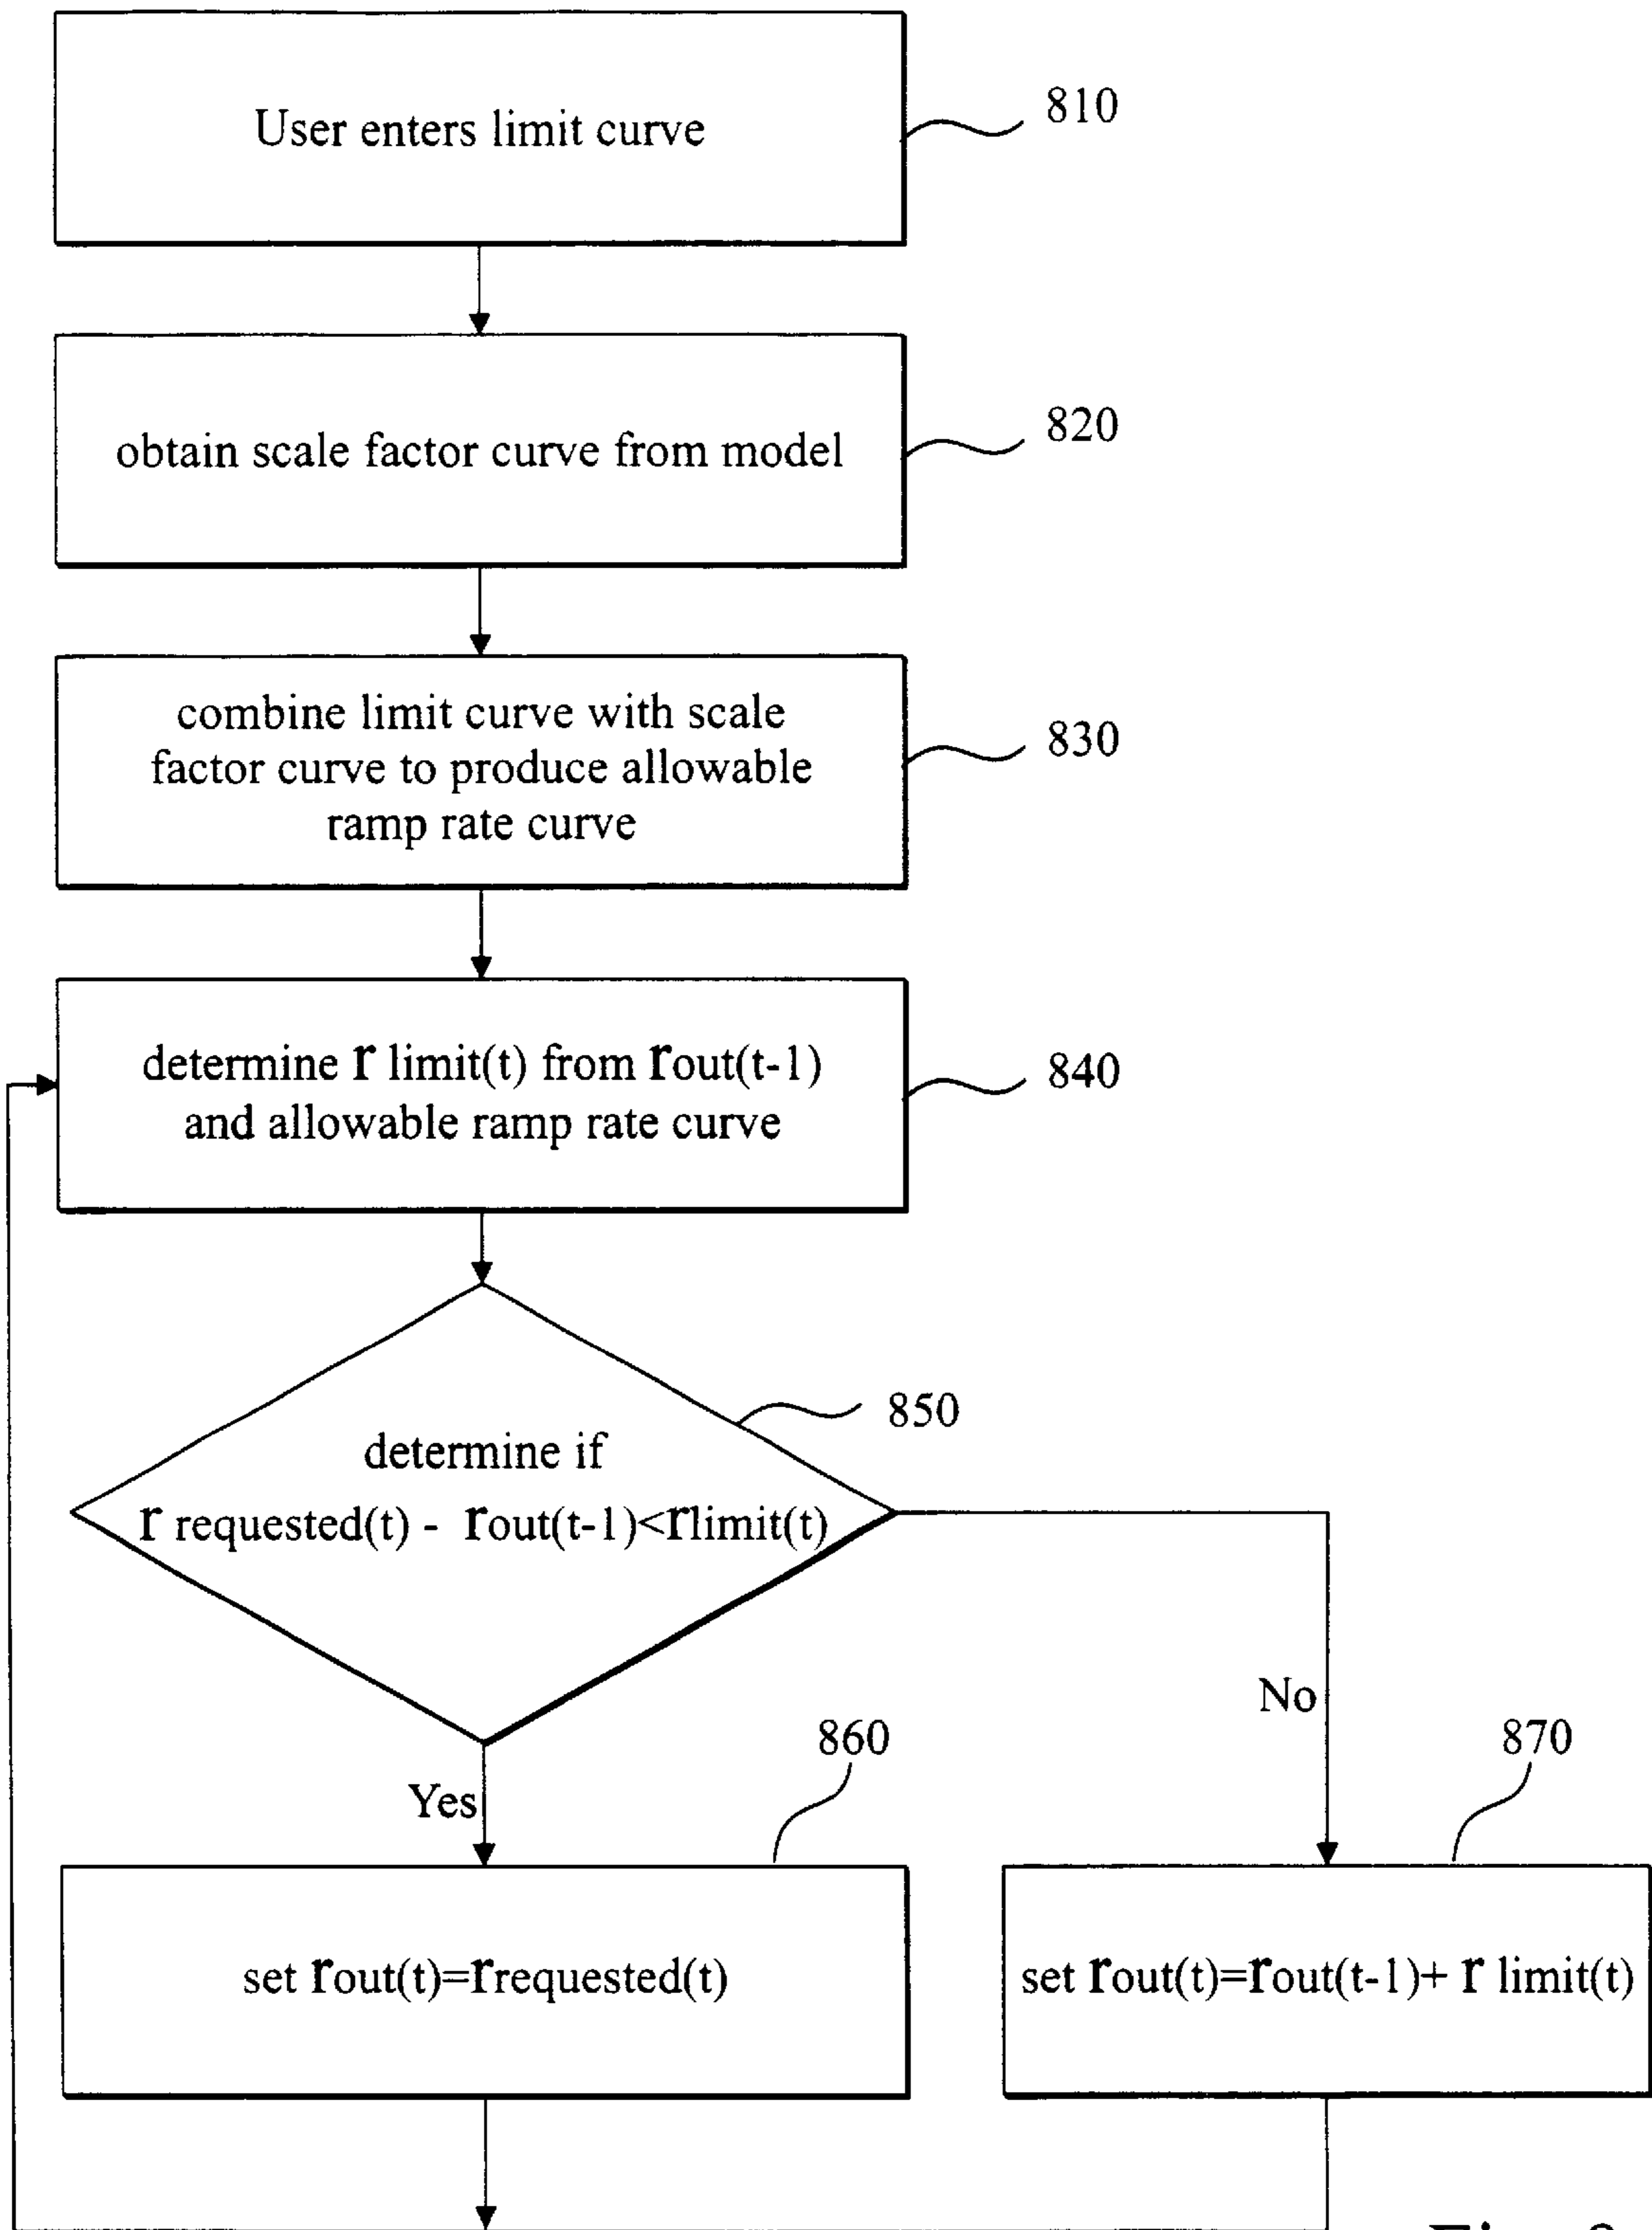 User enters limit curve
810
obtain scale factor curve from model
820
combine limit curve with scale
factor curve to produce allowable
ramp rate curve
830
determine r limit(t) from rout(t-1)
and allowable ramp rate curve
840
850
determine if
r requested(t) - rout(t-1)<rlimit(t)
No
Yes
860
870
set rout(t)=rrequested(t)
set rout(t)=rout(t-1)+ r limit(t)